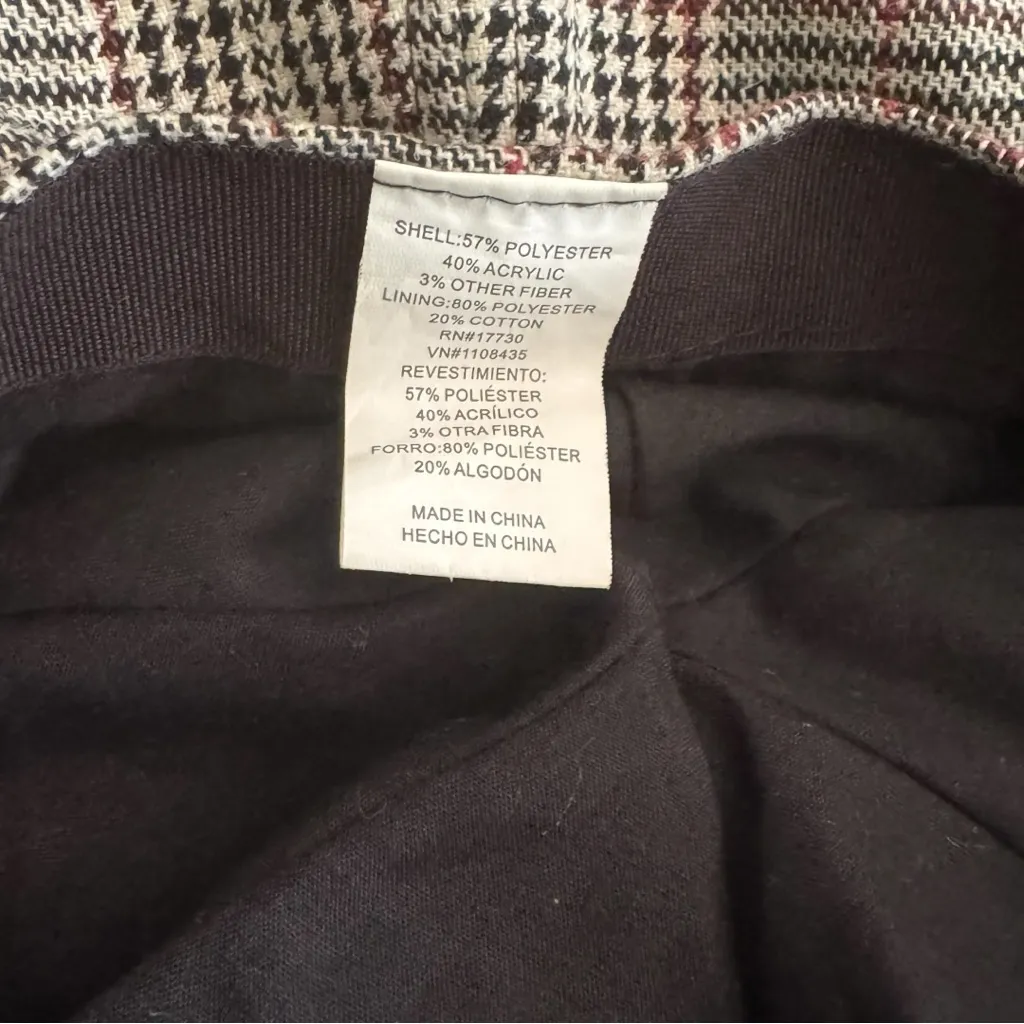 SHELL:57% POLYESTER
40% ACRYLIC
3% OTHER FIBER
LINING:80% POLYESTER
20% COTTON
RN#17730
VN#1108435
REVESTIMIENTO:
57% POLIÉSTER
40% ACRÍLICO
3% OTRA FIBRA
FORRO:80% POLIÉSTER
20% ALGODÓN
MADE IN CHINA
HECHO EN CHINA